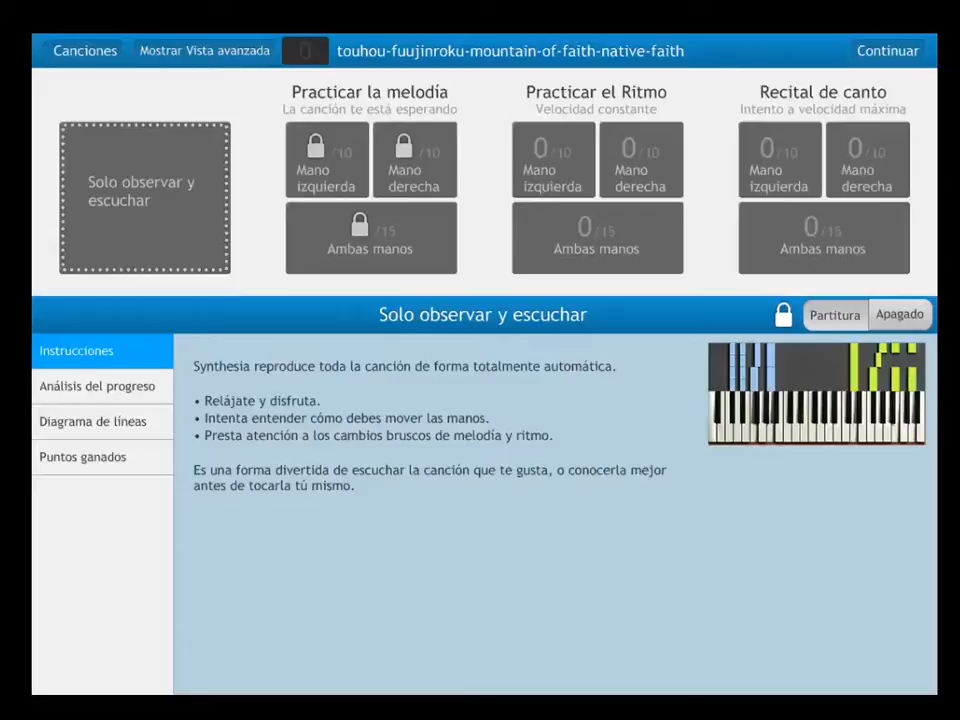 Canciones
Mostrar Vista avanzada
0
touhou-fuujinroku-mountain-of-faith-native-faith
Continuar
Practicar la melodía
La canción te está esperando
Practicar el Ritmo
Velocidad constante
Recital de canto
Intento a velocidad máxima
Solo observar y
escuchar
/10
Mano
izquierda
/10
Mano
derecha
/15
Ambas manos
0/10
Mano
izquierda
0/10
Mano
derecha
0/15
Ambas manos
0/10
Mano
izquierda
0/10
Mano
derecha
0/15
Ambas manos
Solo observar y escuchar
Partitura
Apagado
Instrucciones
Análisis del progreso
Diagrama de líneas
Puntos ganados
Synthesia reproduce toda la canción de forma totalmente automática.
• Relájate y disfruta.
• Intenta entender cómo debes mover las manos.
• Presta atención a los cambios bruscos de melodía y ritmo.
Es una forma divertida de escuchar la canción que te gusta, o conocerla mejor
antes de tocarla tú mismo.